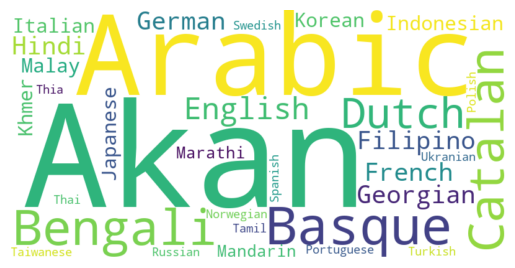 Italian
German
Swedish
Korean
Indonesian
Hindi
Arabic
Malay
Thia
Khmer
Japanese
English
Dutch
Catalan
Polish
Akan
Marathi
Filipino
Ukranian
French
Spanish
Georgian
Thai
Bengali
Norwegian
Tamil
Basque
Taiwanese
Russian
Mandarin
Portuguese
Turkish